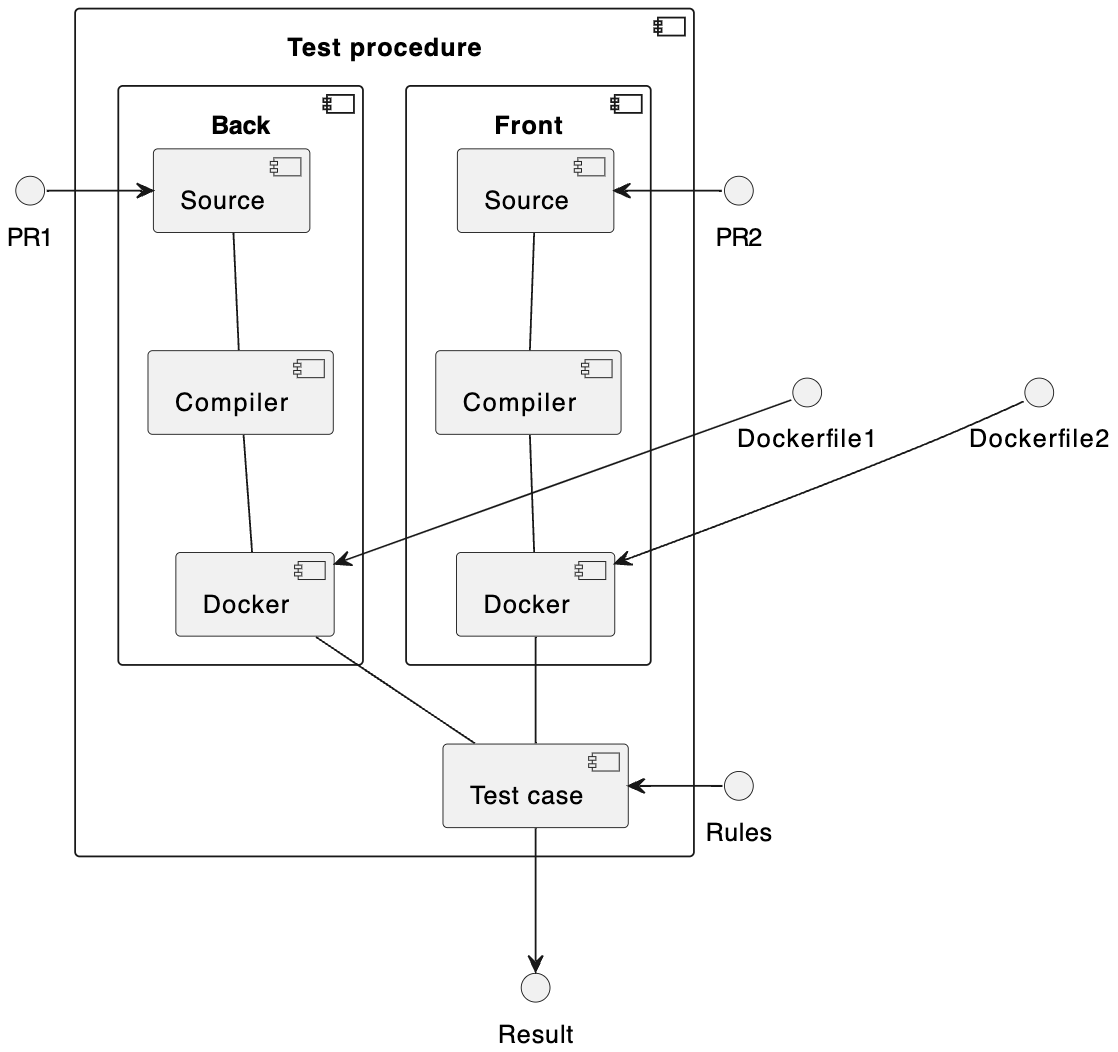 Test procedure
Back
Front
Source
Source
PR1
PR2
Compiler
Compiler
Dockerfile1
Dockerfile2
Docker
Docker
Test case
Rules
Result